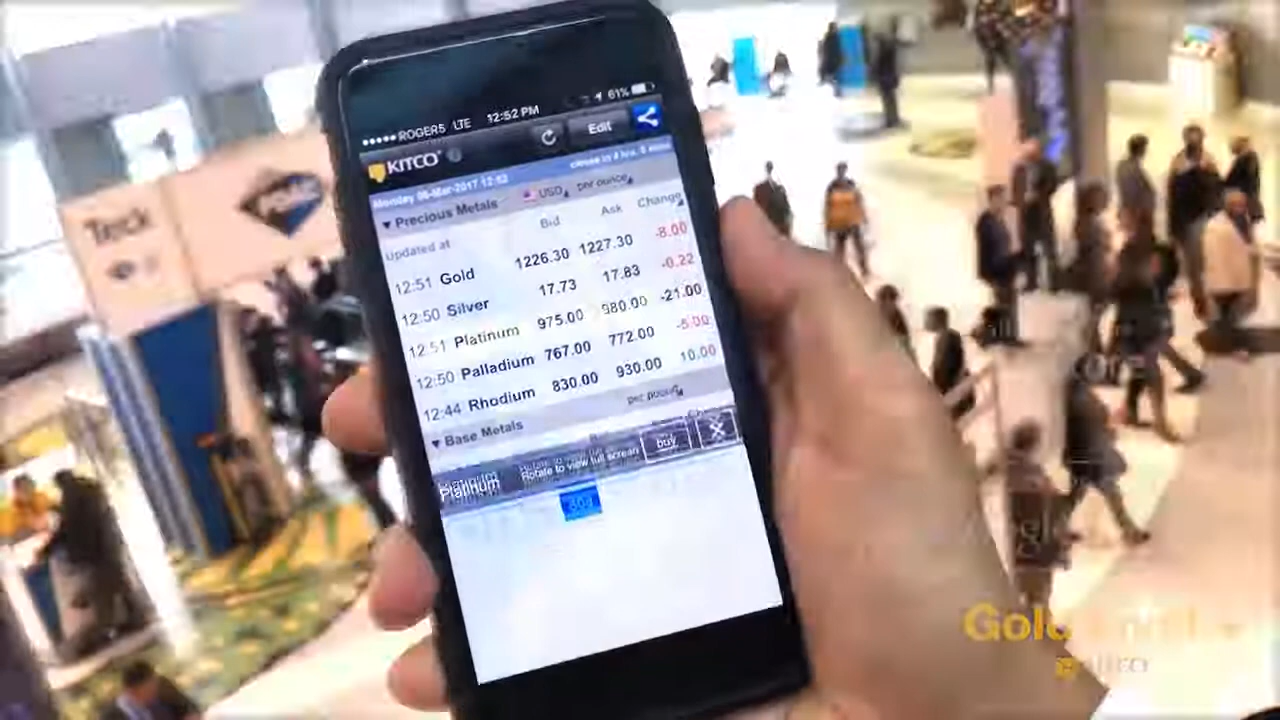 ROGERS LTE 12:52 PM 61%
KITCO Edit
Monday 06-Mar-2017 12:52
▼ Precious Metals USD per ounce
updated at Bid Ask Change
12:51 Gold 1226.30 1227.30 -8.00
12:50 Silver 17.73 17.83 -0.22
12:51 Platinum 975.00 980.00 -21.00
12:50 Palladium 767.00 772.00 -5.00
12:44 Rhodium 830.00 930.00 10.00
▼ Base Metals per pound
Platinum Rotate to view full screen buy X
Teck